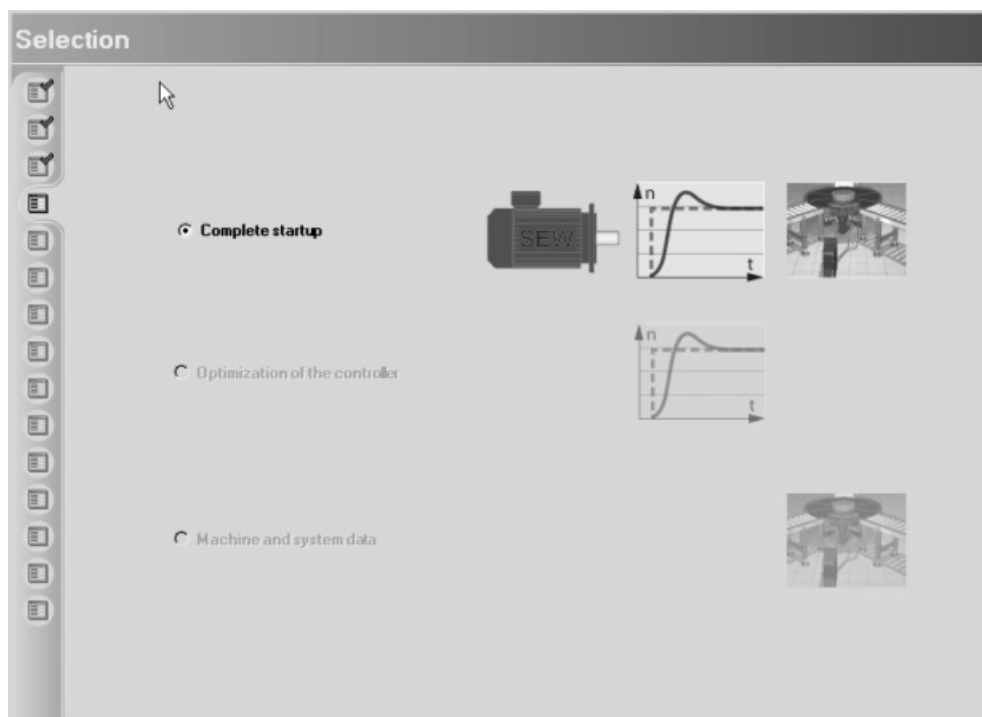 Selection
Complete startup
SEW
n
t
Optimization of the controller
n
t
Machine and system data